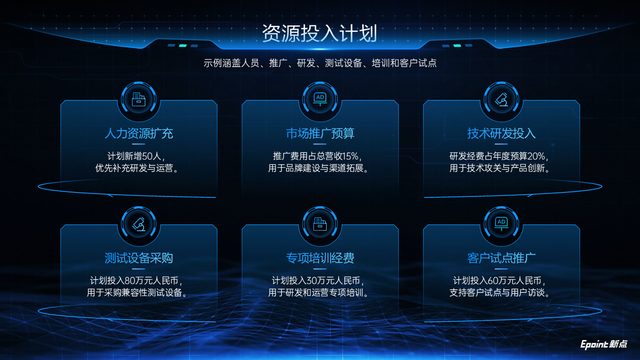 资源投入计划
示例涵盖人员、推广、研发、测试设备、培训和客户试点
人力资源扩充
计划新增50人，
优先补充研发与运营。
AD
市场推广预算
推广费用占总营收15%，
用于品牌建设与渠道拓展。
技术研发投入
研发经费占年度预算20%，
用于技术攻关与产品创新。
测试设备采购
计划投入80万元人民币，
用于采购兼容性测试设备。
专项培训经费
计划投入30万元人民币，
用于研发和运营专项培训。
AD
客户试点推广
计划投入60万元人民币，
支持客户试点与用户访谈。
Epoint 新点